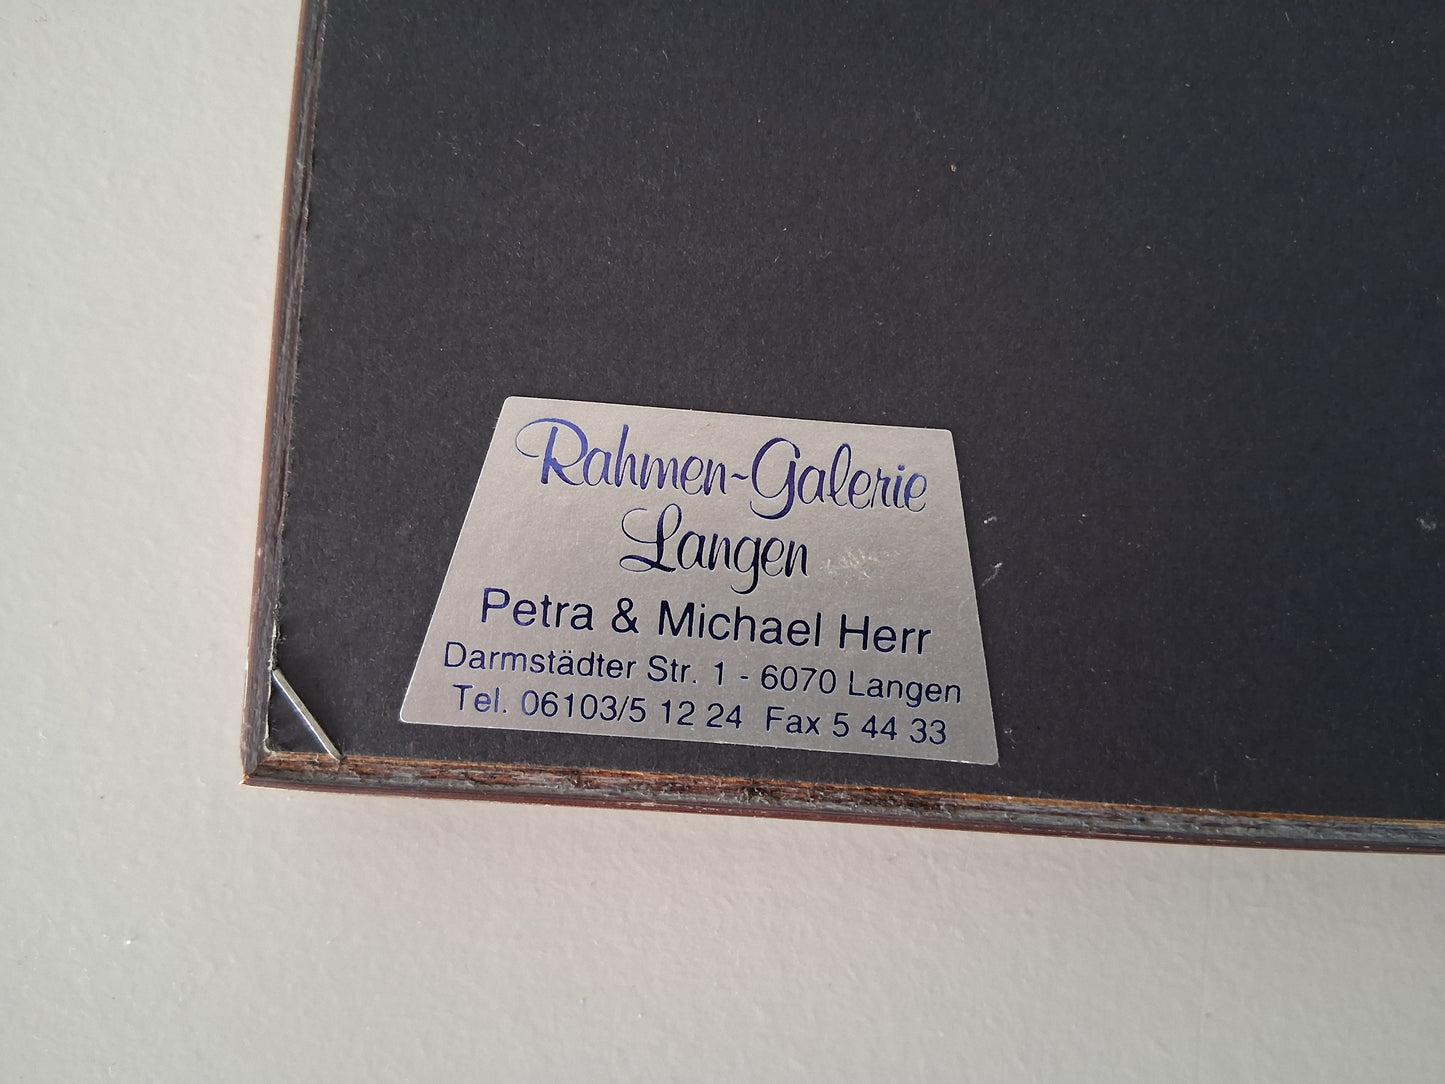 Rahmen-Galerie
Langen
Petra & Michael Herr
Darmstädter Str. 1 - 6070 Langen
Tel. 06103/5 12 24 Fax 5 44 33